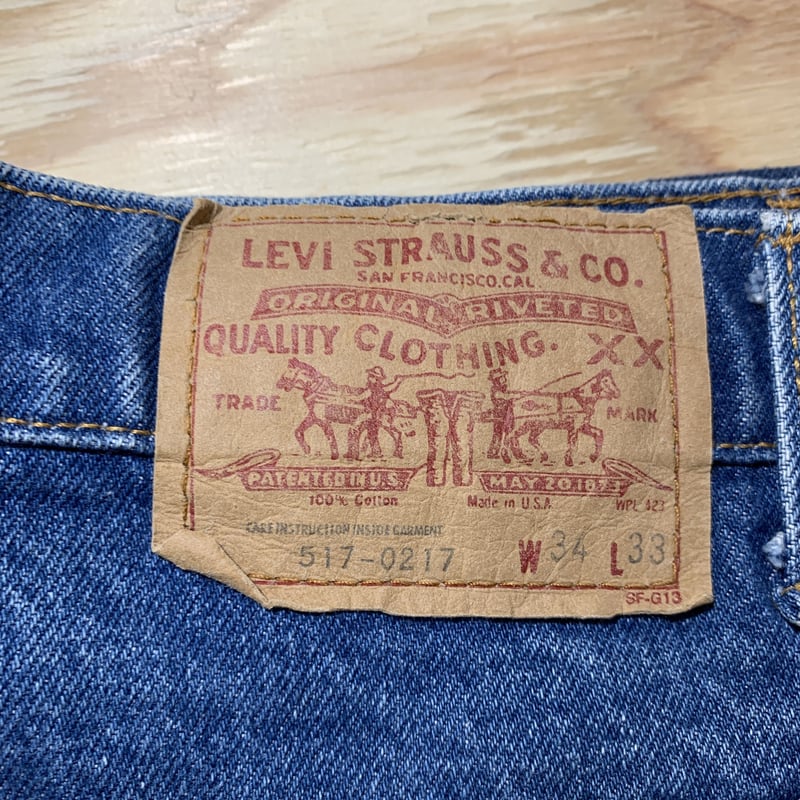 LEVI STRAUSS & CO.
SAN FRANCISCO, CAL
ORIGINAL RIVETED
QUALITY CLOTHING. XX
TRADE MARK
PATENTED IN U.S. MAY 20 1873
100% Cotton Made in U.S.A WPL 423
CARE INSTRUCTION INSIDE GARMENT
517-0217 W 34 L 33
SF-G13